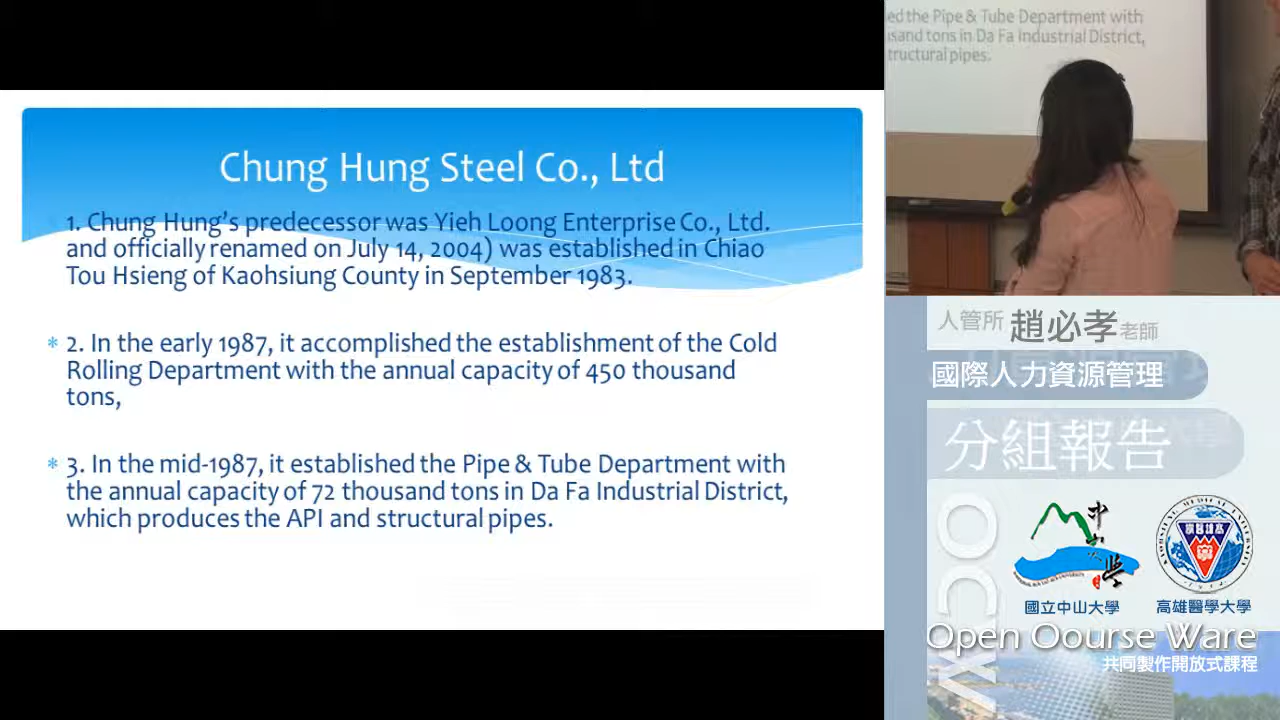 Chung Hung Steel Co., Ltd
1. Chung Hung's predecessor was Yieh Loong Enterprise Co., Ltd.
and officially renamed on July 14, 2004) was established in Chiao
Tou Hsieng of Kaohsiung County in September 1983.
* 2. In the early 1987, it accomplished the establishment of the Cold
Rolling Department with the annual capacity of 450 thousand
tons,
* 3. In the mid-1987, it established the Pipe & Tube Department with
the annual capacity of 72 thousand tons in Da Fa Industrial District,
which produces the API and structural pipes.
ed the Pipe & Tube Department with
usand tons in Da Fa Industrial District,
tructural pipes.
人管所 趙必孝老師
國際人力資源管理
分組報告
OCW
中山大學
國立中山大學
高雄醫學大學
Open Oourse Ware
共同製作開放式課程